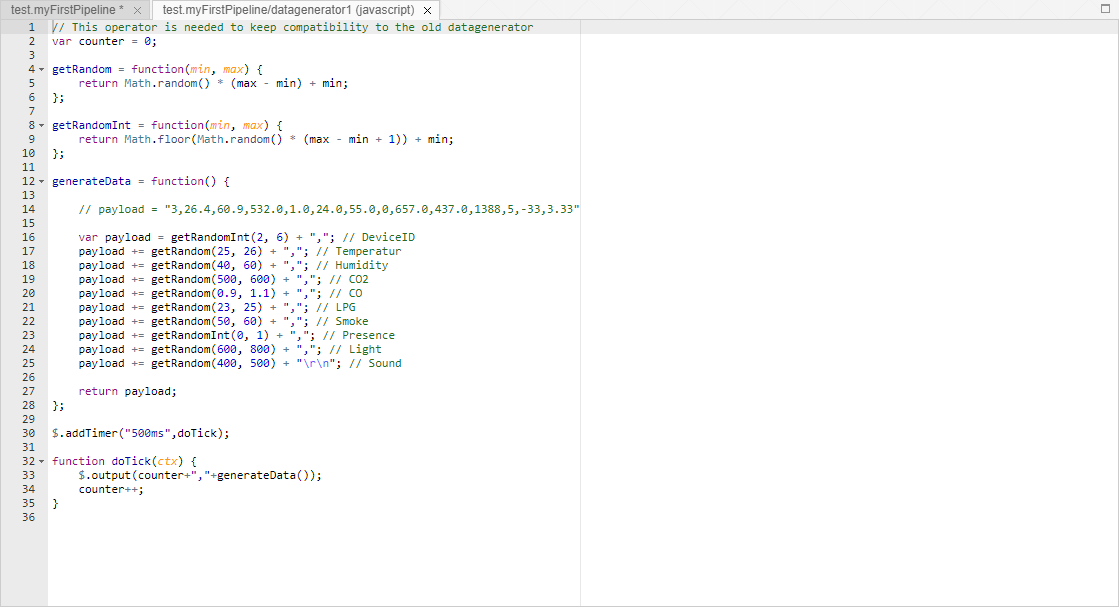 test.myFirstPipeline * × test.myFirstPipeline/datagenerator1 (javascript) ×
1 // This operator is needed to keep compatibility to the old datagenerator
2 var counter = 0;
3
4 getRandom = function(min, max) {
5     return Math.random() * (max - min) + min;
6 };
7
8 getRandomInt = function(min, max) {
9     return Math.floor(Math.random() * (max - min + 1)) + min;
10 };
11
12 generateData = function() {
13
14     // payload = "3,26.4,60.9,532.0,1.0,24.0,55.0,0,657.0,437.0,1388,5,-33,3.33"
15
16     var payload = getRandomInt(2, 6) + ","; // DeviceID
17     payload += getRandom(25, 26) + ","; // Temperatur
18     payload += getRandom(40, 60) + ","; // Humidity
19     payload += getRandom(500, 600) + ","; // CO2
20     payload += getRandom(0.9, 1.1) + ","; // CO
21     payload += getRandom(23, 25) + ","; // LPG
22     payload += getRandom(50, 60) + ","; // Smoke
23     payload += getRandomInt(0, 1) + ","; // Presence
24     payload += getRandom(600, 800) + ","; // Light
25     payload += getRandom(400, 500) + "\r\n"; // Sound
26
27     return payload;
28 };
29
30 $.addTimer("500ms",doTick);
31
32 function doTick(ctx) {
33     $.output(counter+","+generateData());
34     counter++;
35 }
36